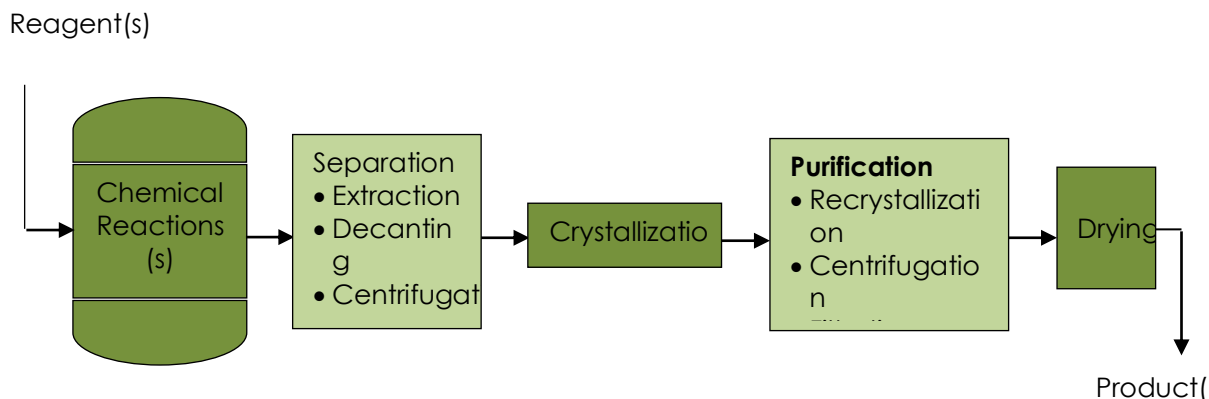 Reagent(s)
Chemical
Reactions
(s)
Separation
• Extraction
• Decantin
g
• Centrifugat
Crystallizatio
Purification
• Recrystallizati
on
• Centrifugatio
n
Drying
Product(